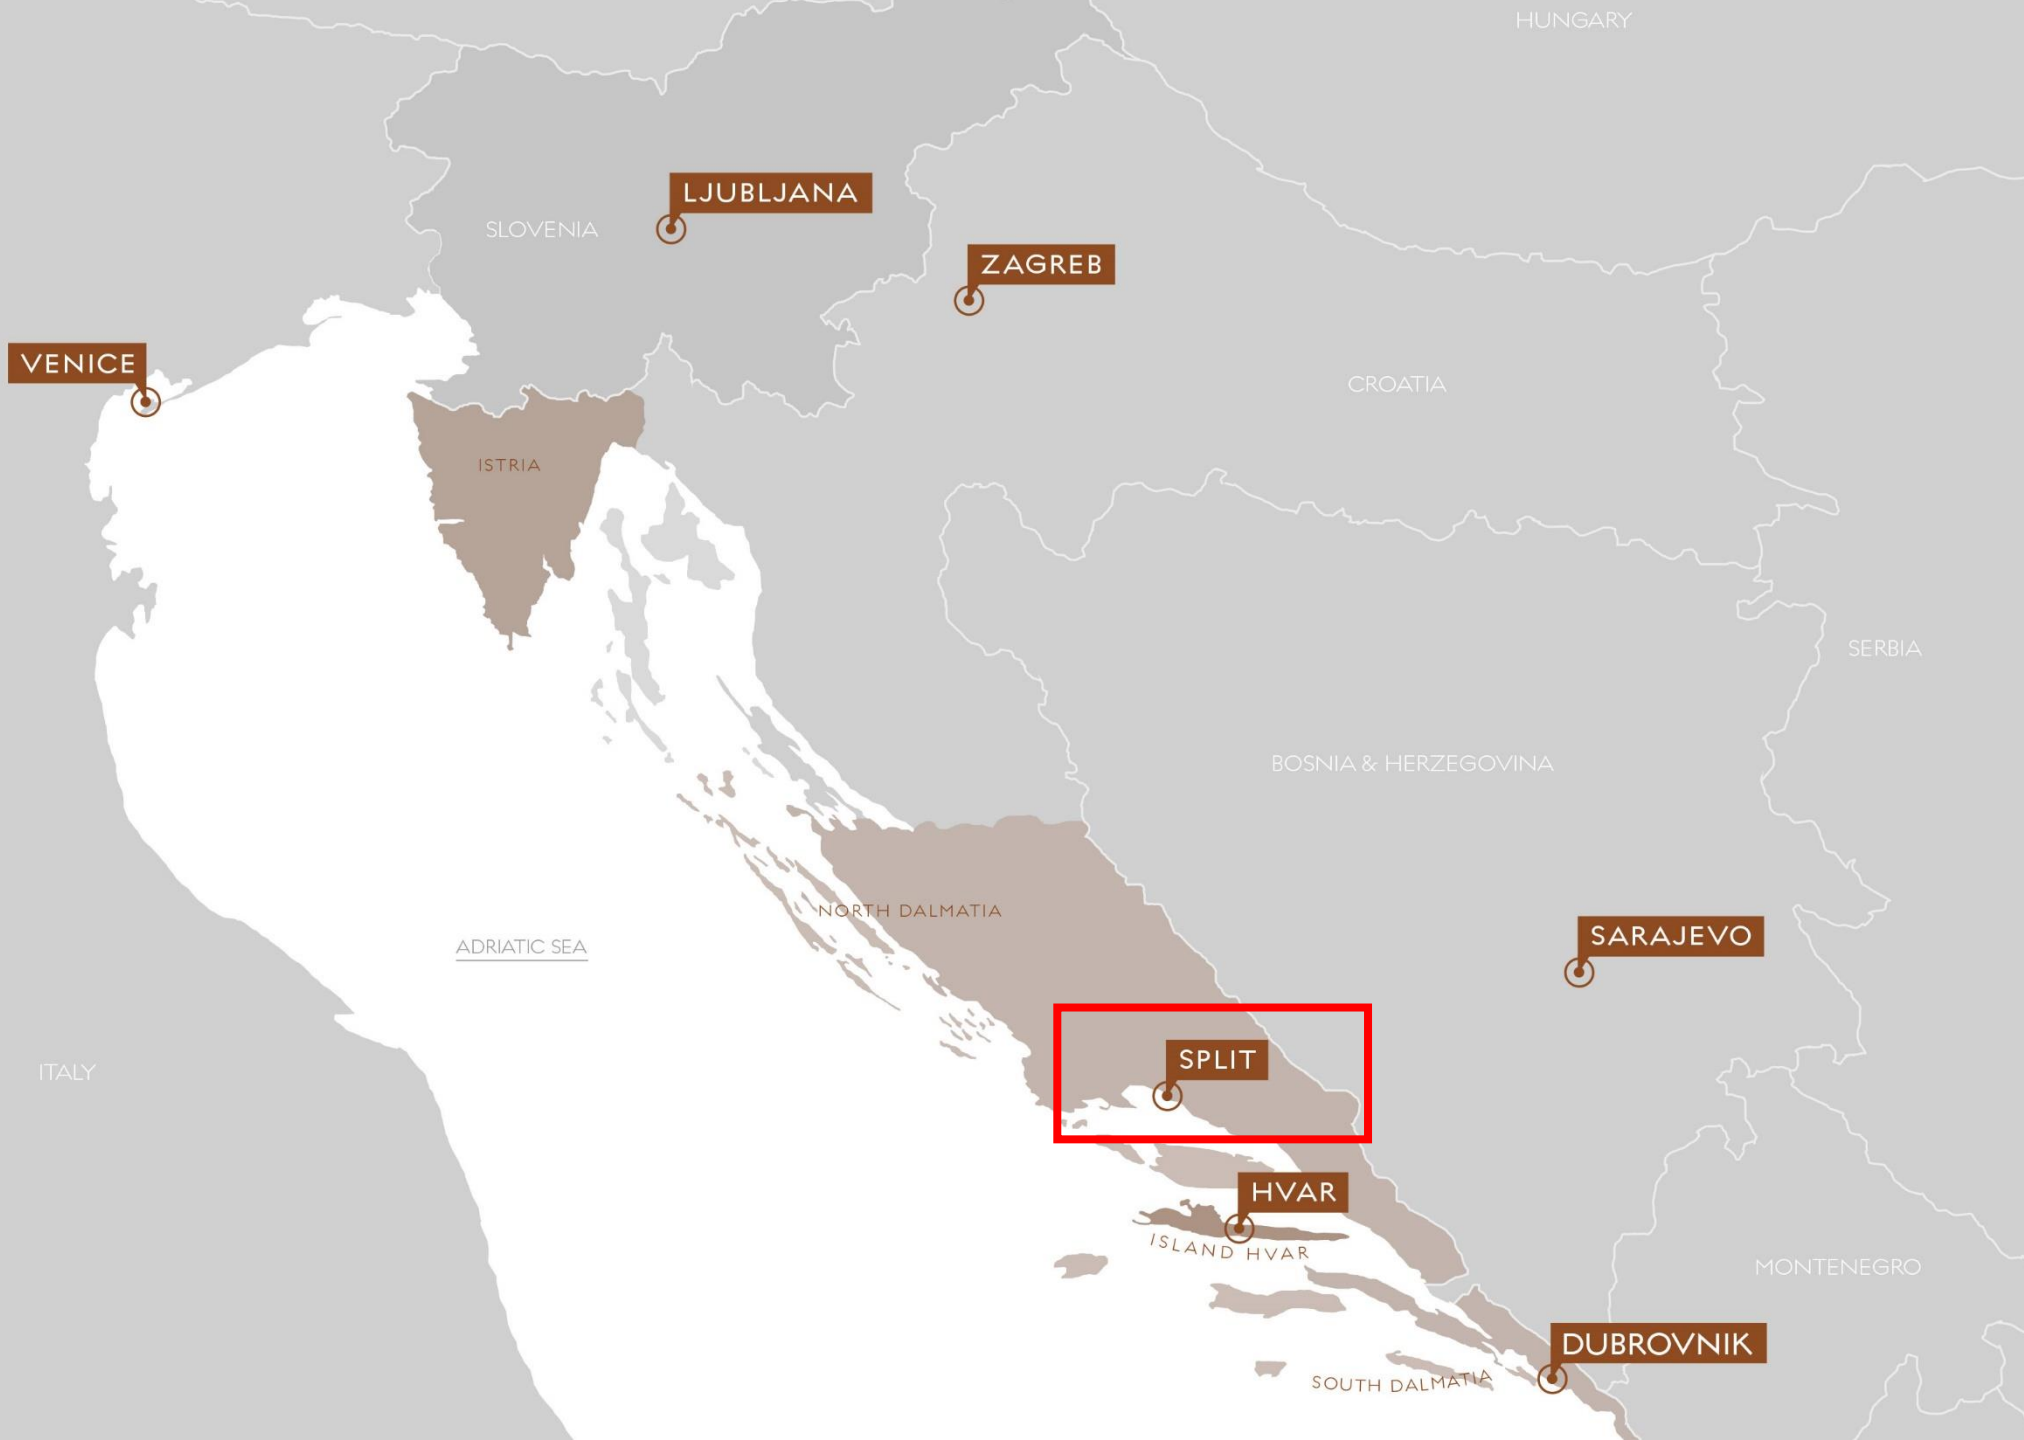 HUNGARY
LJUBLJANA
SLOVENIA
ZAGREB
VENICE
CROATIA
ISTRIA
SERBIA
BOSNIA & HERZEGOVINA
NORTH DALMATIA
SARAJEVO
ADRIATIC SEA
SPLIT
ITALY
HVAR
ISLAND HVAR
MONTENEGRO
DUBROVNIK
SOUTH DALMATIA